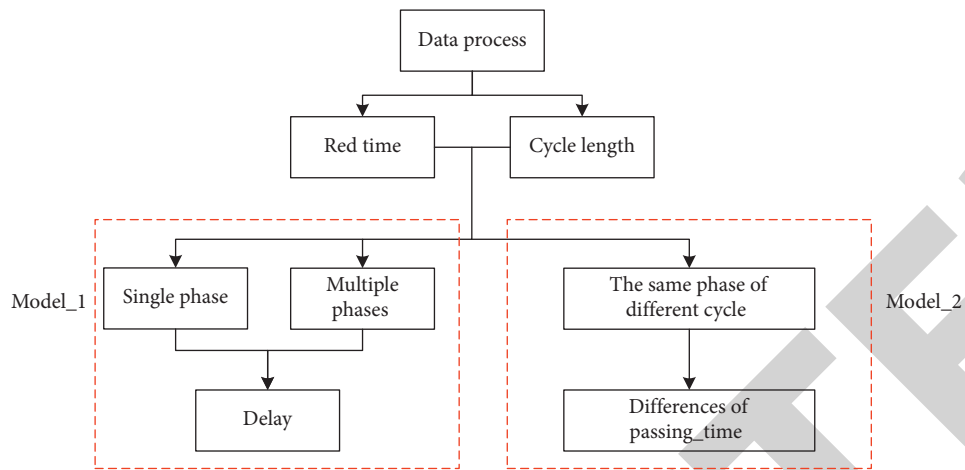 Data process
Red time
Cycle length
Model_1
Single phase
Multiple
phases
The same phase of
different cycle
Model_2
Delay
Differences of
passing_time